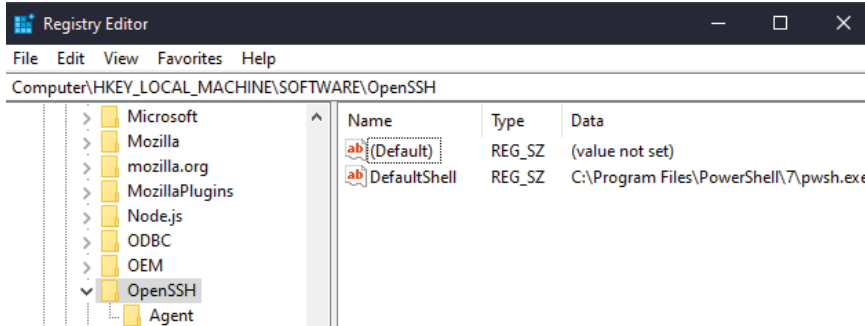 Registry Editor
File Edit View Favorites Help
Computer\HKEY_LOCAL_MACHINE\SOFTWARE\OpenSSH
Microsoft
Mozilla
mozilla.org
MozillaPlugins
Node.js
ODBC
OEM
OpenSSH
Agent
Name Type Data
ab (Default) REG_SZ (value not set)
ab DefaultShell REG_SZ C:\Program Files\PowerShell\7\pwsh.exe